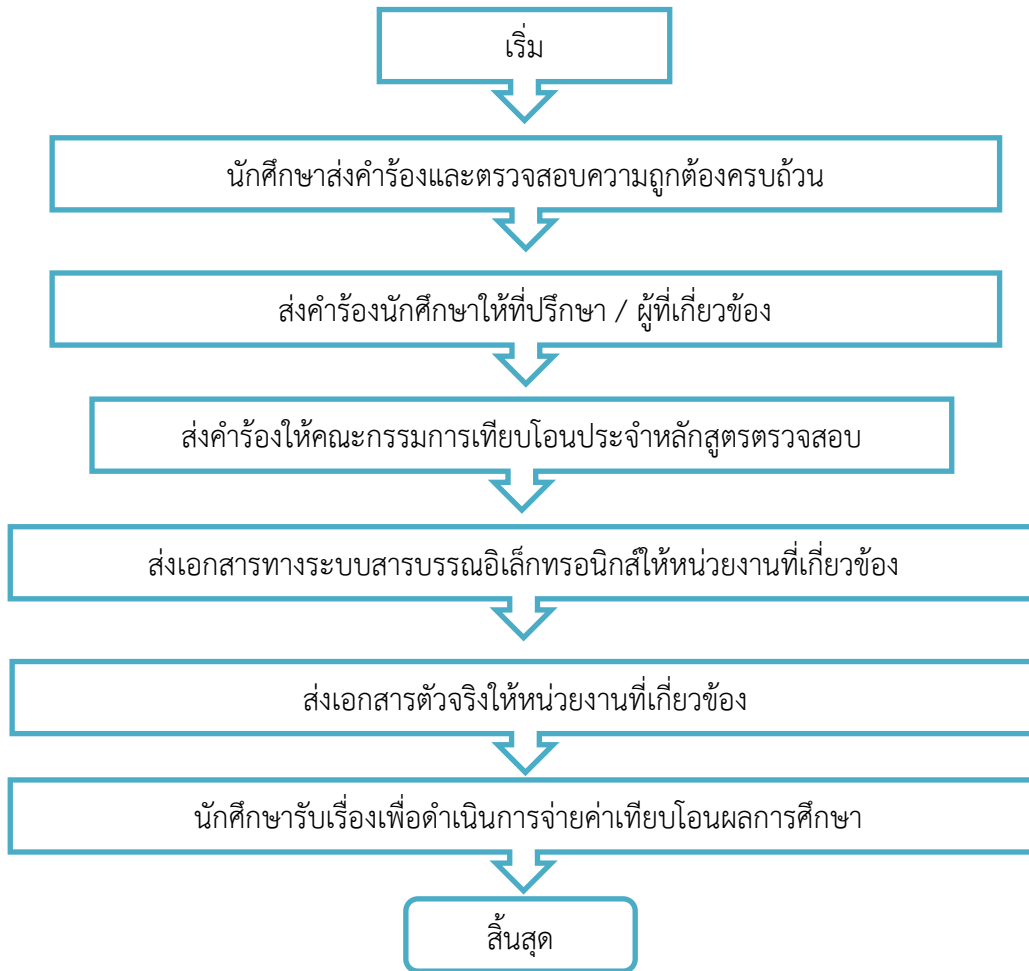 เริ่ม
นักศึกษาส่งคำร้องและตรวจสอบความถูกต้องครบถ้วน
ส่งคำร้องนักศึกษาให้ที่ปรึกษา / ผู้ที่เกี่ยวข้อง
ส่งคำร้องให้คณะกรรมการเทียบโอนประจำหลักสูตรตรวจสอบ
ส่งเอกสารทางระบบสารบรรณอิเล็กทรอนิกส์ให้หน่วยงานที่เกี่ยวข้อง
ส่งเอกสารตัวจริงให้หน่วยงานที่เกี่ยวข้อง
นักศึกษารับเรื่องเพื่อดำเนินการจ่ายค่าเทียบโอนผลการศึกษา
สิ้นสุด